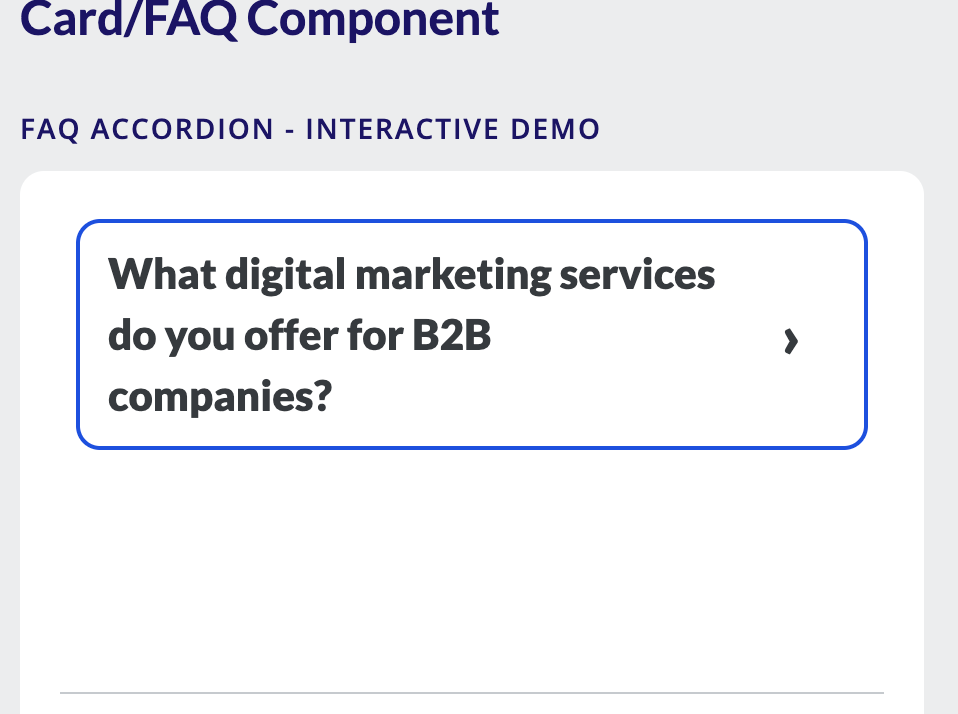 Card/FAQ Component
FAQ ACCORDION - INTERACTIVE DEMO
What digital marketing services
do you offer for B2B
companies?